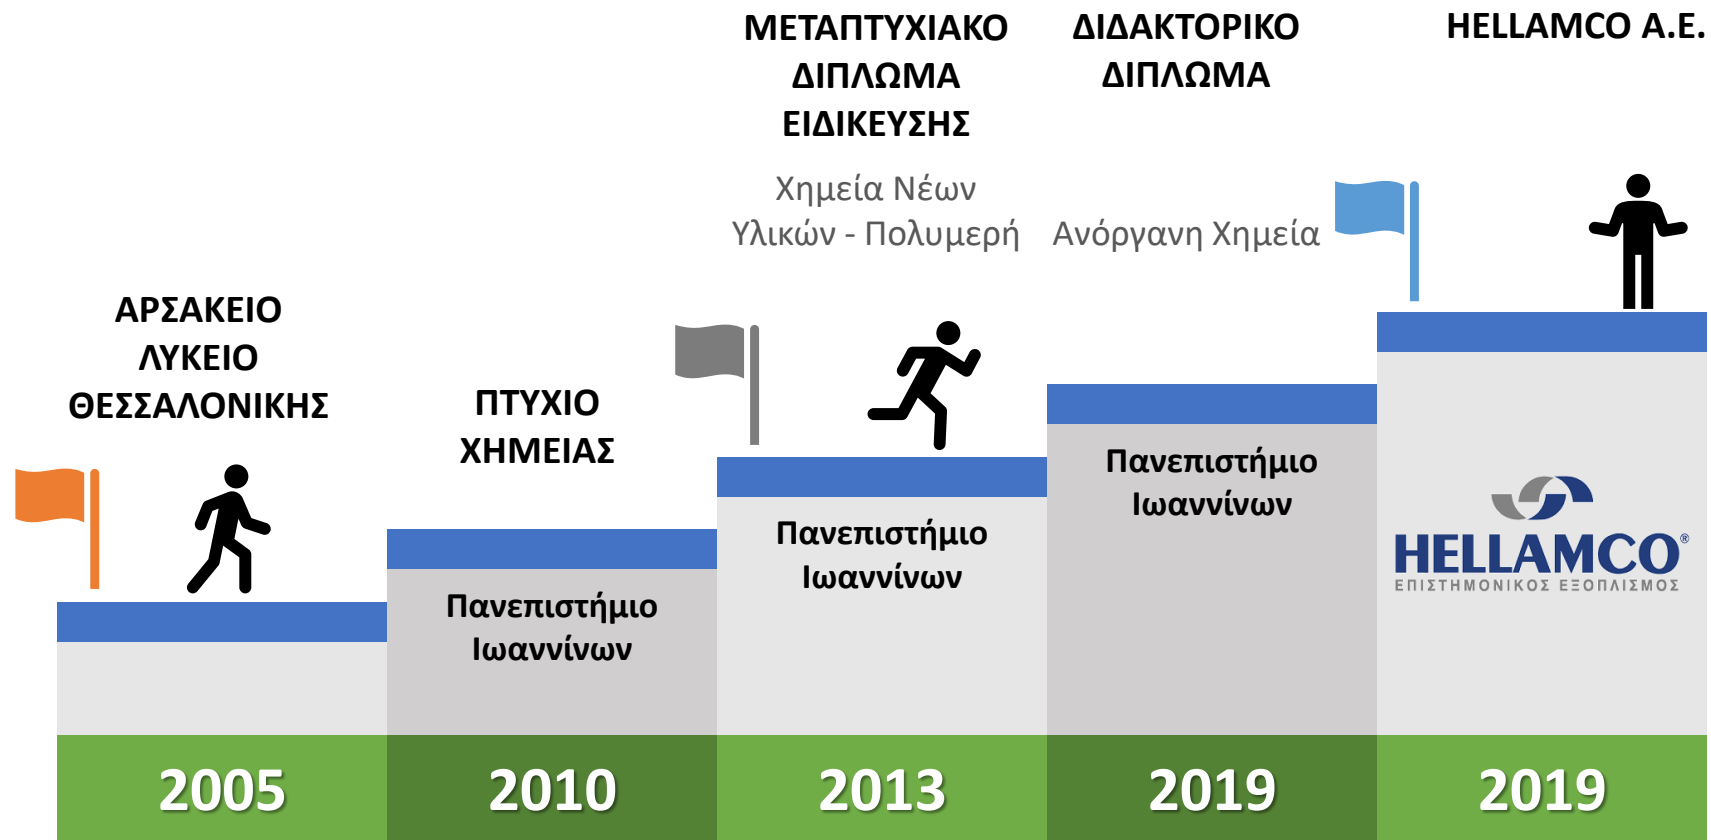 ΑΡΣΑΚΕΙΟ
ΛΥΚΕΙΟ
ΘΕΣΣΑΛΟΝΙΚΗΣ
2005
ΠΤΥΧΙΟ
ΧΗΜΕΙΑΣ
Πανεπιστήμιο
Ιωαννίνων
2010
ΜΕΤΑΠΤΥΧΙΑΚΟ
ΔΙΠΛΩΜΑ
ΕΙΔΙΚΕΥΣΗΣ
Χημεία Νέων
Υλικών - Πολυμερή
Πανεπιστήμιο
Ιωαννίνων
2013
ΔΙΔΑΚΤΟΡΙΚΟ
ΔΙΠΛΩΜΑ
Ανόργανη Χημεία
Πανεπιστήμιο
Ιωαννίνων
2019
HELLAMCO Α.Ε.
HELLAMCO®
ΕΠΙΣΤΗΜΟΝΙΚΟΣ ΕΞΟΠΛΙΣΜΟΣ
2019